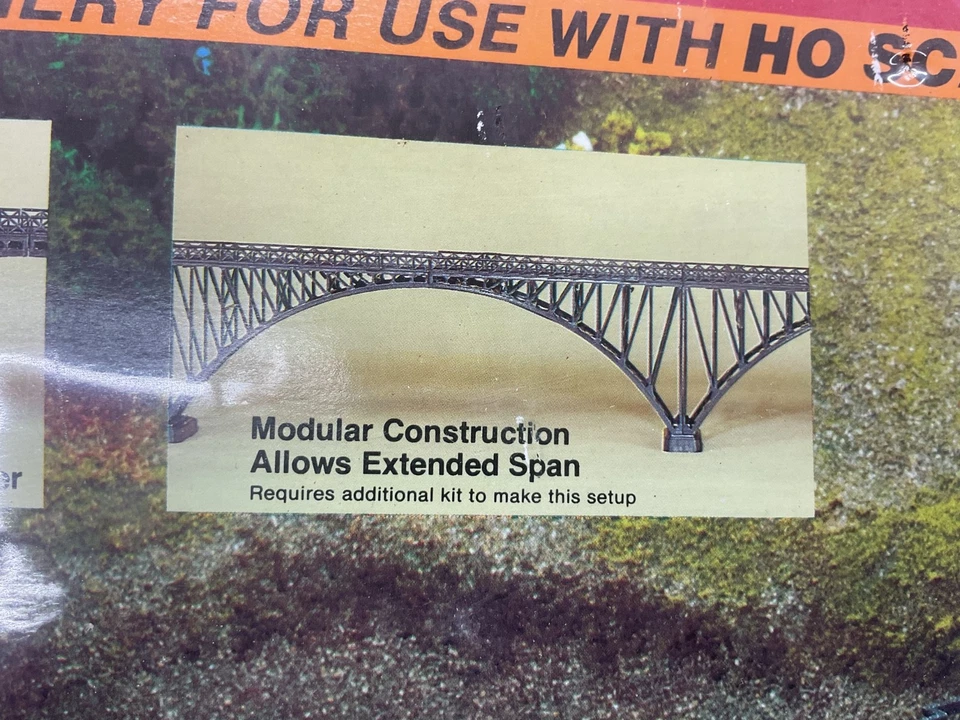 FOR USE WITH HO
Modular Construction
Allows Extended Span
Requires additional kit to make this setup